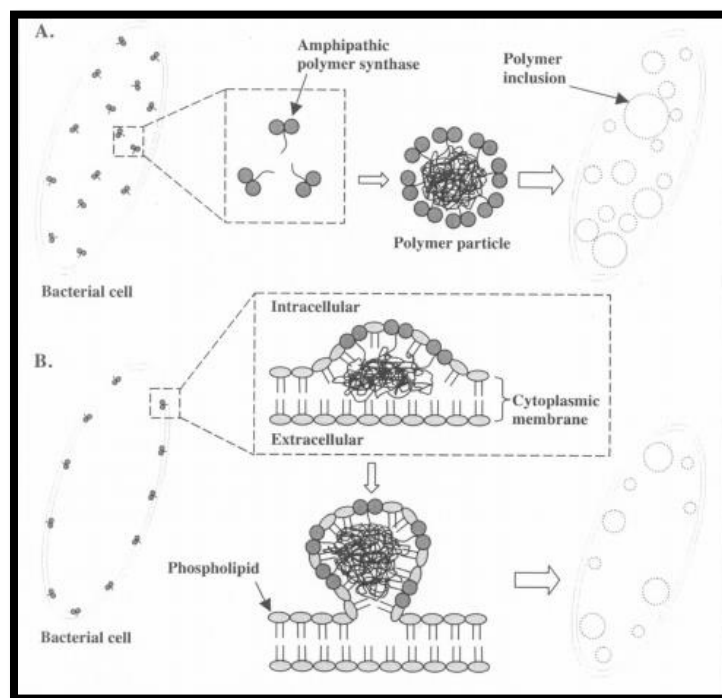 A.
Amphipathic
polymer synthase
Polymer
inclusion
Polymer particle
Bacterial cell
B.
Intracellular
Cytoplasmic
membrane
Extracellular
Phospholipid
Bacterial cell